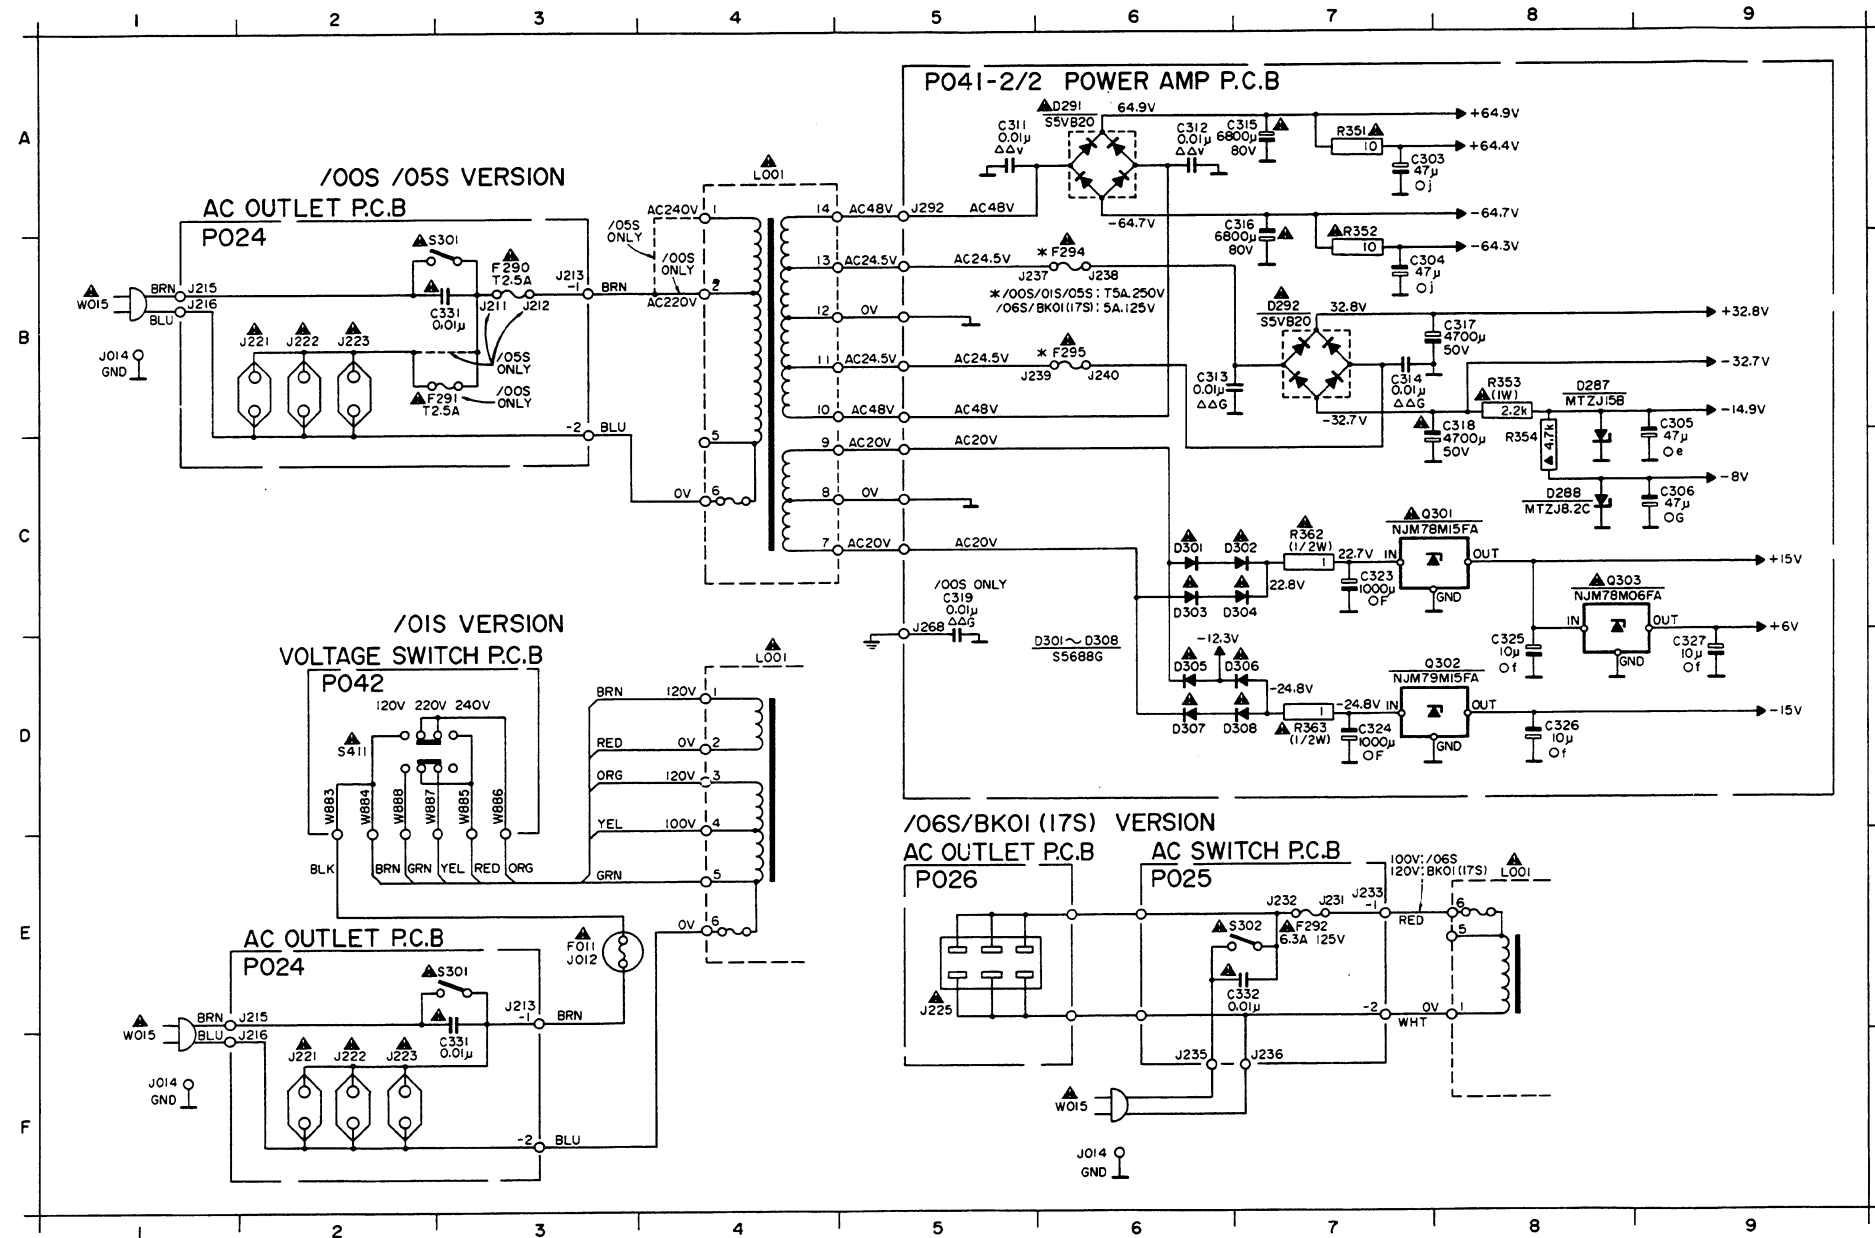 1 2 3 4 5 6 7 8 9
A
B
C
D
E
F
/00S /05S VERSION
AC OUTLET P.C.B
P024
S301
F290
T2.5A
J213
-1
BRN
J215
J216
BLU
W015
BRN
C331
0.01µ
J211
J212
J221
J222
J223
/05S
ONLY
F291
T2.5A
/00S
ONLY
J014
GND
-2
BLU
/05S
ONLY
/00S
ONLY
AC240V
AC220V
0V
L001
1
2
5
6
14
13
12
11
10
9
8
7
AC48V
AC24.5V
0V
AC24.5V
AC48V
AC20V
0V
AC20V
P041-2/2 POWER AMP P.C.B
J292
AC48V
AC24.5V
0V
AC24.5V
AC48V
AC20V
0V
AC20V
C311
0.01µ
△△v
D291
S5VB20
64.9V
C312
0.01µ
△△v
C315
6800µ
80V
R351
10
C303
47µ
○j
+64.9V
+64.4V
-64.7V
C316
6800µ
80V
R352
10
C304
47µ
○j
-64.7V
-64.3V
* F294
J237
J238
*/00S/01S/05S : T5A.250V
/06S/BK01(17S) : 5A.125V
* F295
J239
J240
D292
S5VB20
32.8V
C313
0.01µ
△△G
C314
0.01µ
△△G
-32.7V
C317
4700µ
50V
C318
4700µ
50V
+32.8V
-32.7V
R353
(1W)
2.2k
D287
MTZJ15B
-14.9V
R354
4.7k
C305
47µ
○e
-8V
D288
MTZJ8.2C
C306
47µ
○G
/00S ONLY
C319
0.01µ
△△G
J268
D301~D308
S5688G
D301
D302
D303
D304
22.8V
R362
(1/2W)
1
22.7V
C323
1000µ
○F
Q301
NJM78M15FA
IN
OUT
GND
+15V
Q303
NJM78M06FA
IN
OUT
GND
+6V
C325
10µ
○f
C327
10µ
○f
-12.3V
D305
D306
D307
D308
-24.8V
1
R363
(1/2W)
-24.8V
C324
1000µ
○F
Q302
NJM79M15FA
IN
OUT
GND
C326
10µ
○f
-15V
/01S VERSION
VOLTAGE SWITCH P.C.B
P042
120V 220V 240V
S411
W883
W884
W888
W887
W885
W886
BLK
BRN
GRN
YEL
RED
ORG
BRN
RED
ORG
YEL
GRN
120V
0V
120V
100V
0V
L001
1
2
3
4
5
6
F011
J012
AC OUTLET P.C.B
P024
S301
J213
-1
BRN
BRN
J215
BLU
J216
W015
C331
0.01µ
J221
J222
J223
J014
GND
-2
BLU
/06S/BK01(17S) VERSION
AC OUTLET P.C.B
P026
J225
AC SWITCH P.C.B
P025
J232
J231
J233
-1
S302
F292
6.3A 125V
C332
0.01µ
-2
J235
J236
W015
100V:/06S
120V:BK01(17S)
RED
0V
WHT
L001
6
5
1
J014
GND
1 2 3 4 5 6 7 8 9